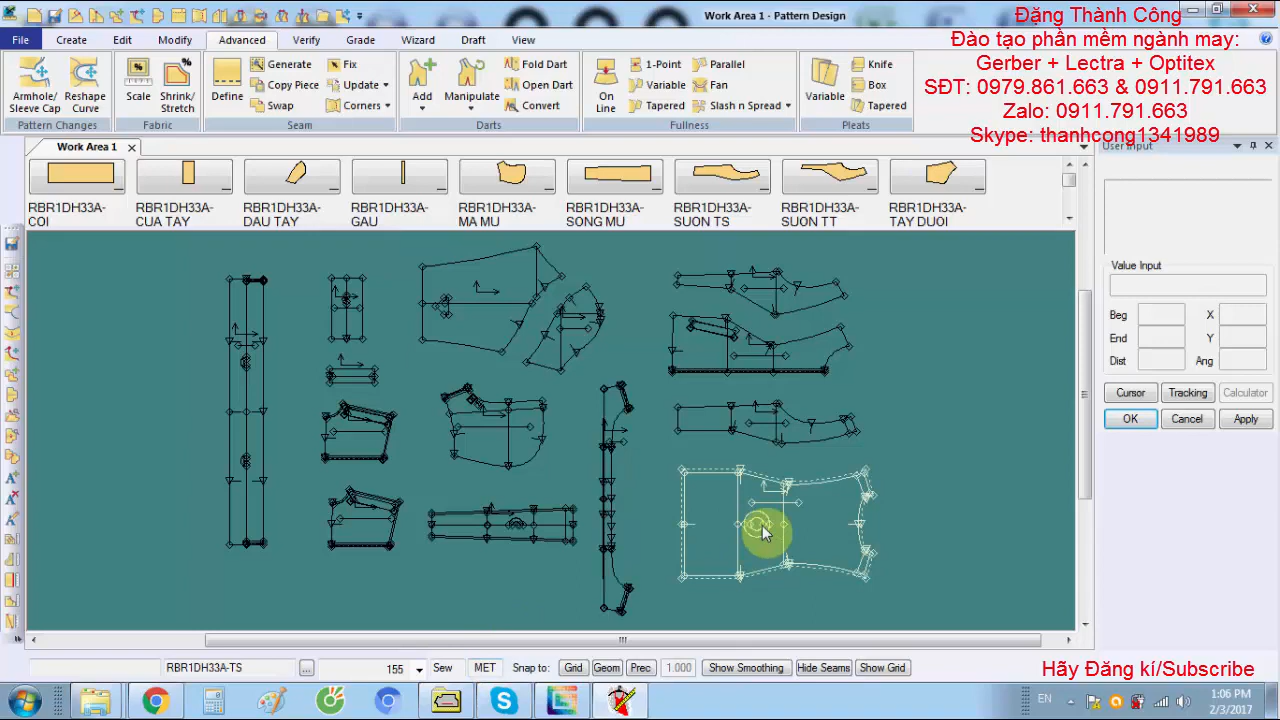 Work Area 1 - Pattern Design
Đặng Thành Công
Đào tạo phần mềm ngành may:
Gerber + Lectra + Optitex
SĐT: 0979.861.663 & 0911.791.663
Zalo: 0911.791.663
Skype: thanhcong1341989
File Create Edit Modify Advanced Verify Grade Wizard Draft View
Armhole/ Sleeve Cap
Reshape Curve
Pattern Changes
Scale
Shrink/ Stretch
Fabric
Define
Generate
Copy Piece
Swap
Fix
Update
Corners
Seam
Add
Manipulate
Fold Dart
Open Dart
Convert
Darts
On Line
1-Point
Variable
Tapered
Parallel
Fan
Slash n Spread
Fullness
Variable
Knife
Box
Tapered
Pleats
Work Area 1
RBR1DH33A-COI
RBR1DH33A-CUA TAY
RBR1DH33A-DAU TAY
RBR1DH33A-GAU
RBR1DH33A-MA MU
RBR1DH33A-SONG MU
RBR1DH33A-SUON TS
RBR1DH33A-SUON TT
RBR1DH33A-TAY DUOI
User Input
Value Input
Beg X
End Y
Dist Ang
Cursor Tracking Calculator
OK Cancel Apply
RBR1DH33A-TS ... 155 Sew MET Snap to: Grid Geom Prec 1.000 Show Smoothing Hide Seams Show Grid
Hãy Đăng kí/Subscribe
EN
1:06 PM
2/3/2017